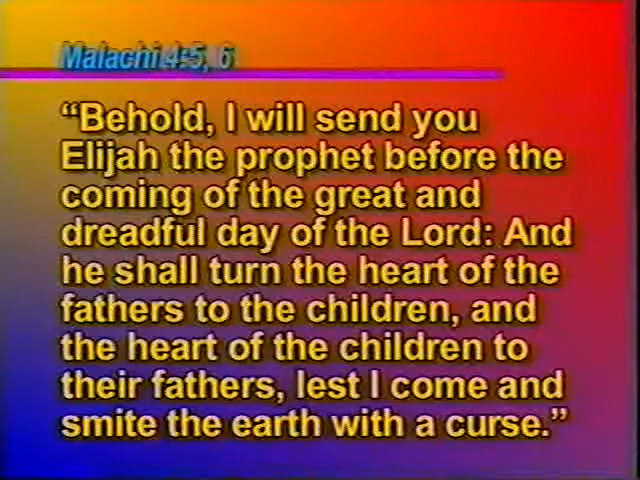 Malachi 4:5, 6
“Behold, I will send you
Elijah the prophet before the
coming of the great and
dreadful day of the Lord: And
he shall turn the heart of the
fathers to the children, and
the heart of the children to
their fathers, lest I come and
smite the earth with a curse.”